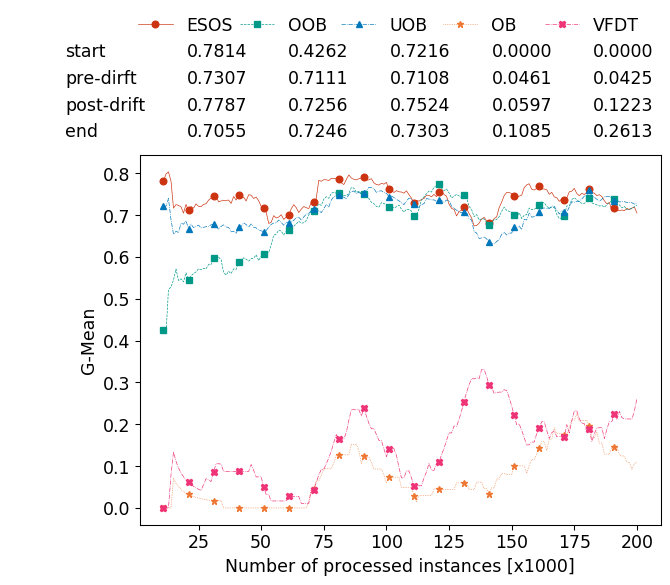 ESOS OOB UOB OB VFDT
start 0.7814 0.4262 0.7216 0.0000 0.0000
pre-dirft 0.7307 0.7111 0.7108 0.0461 0.0425
post-drift 0.7787 0.7256 0.7524 0.0597 0.1223
end 0.7055 0.7246 0.7303 0.1085 0.2613
0.8
0.7
0.6
0.5
0.4
0.3
0.2
0.1
0.0
G-Mean
25 50 75 100 125 150 175 200
Number of processed instances [x1000]